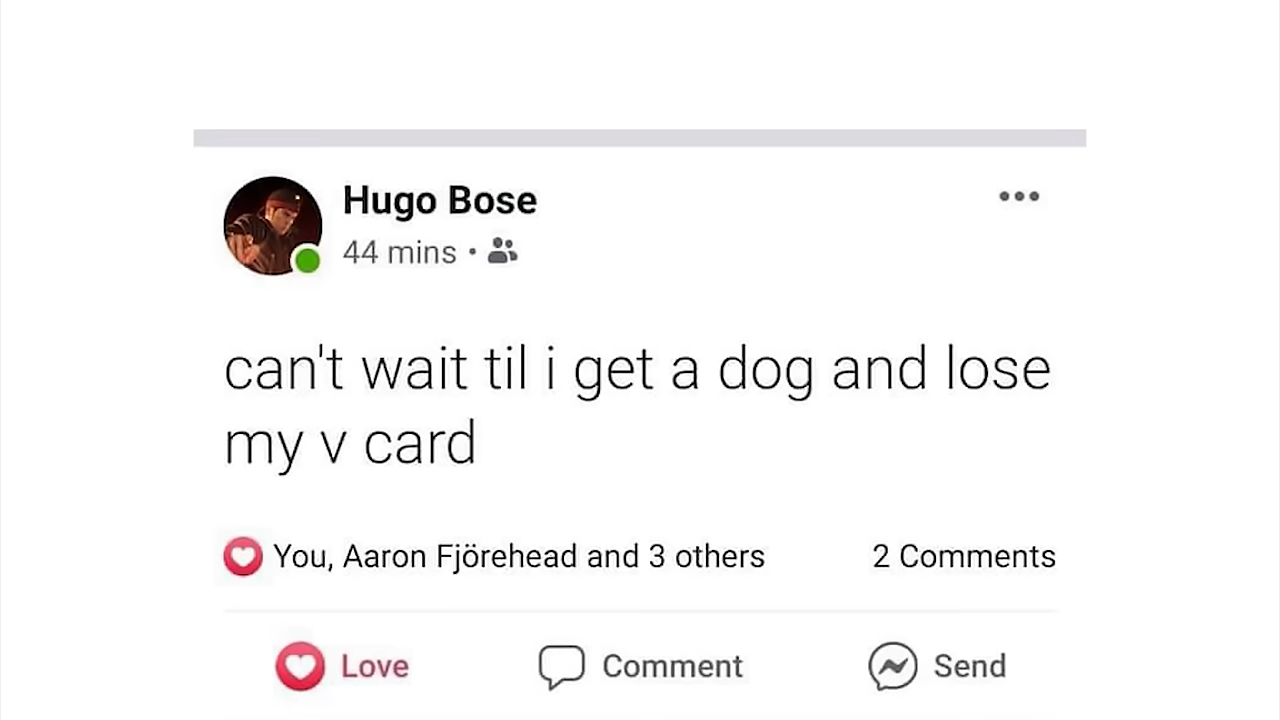 Hugo Bose
44 mins •
can't wait til i get a dog and lose
my v card
You, Aaron Fjörehead and 3 others 2 Comments
Love Comment Send